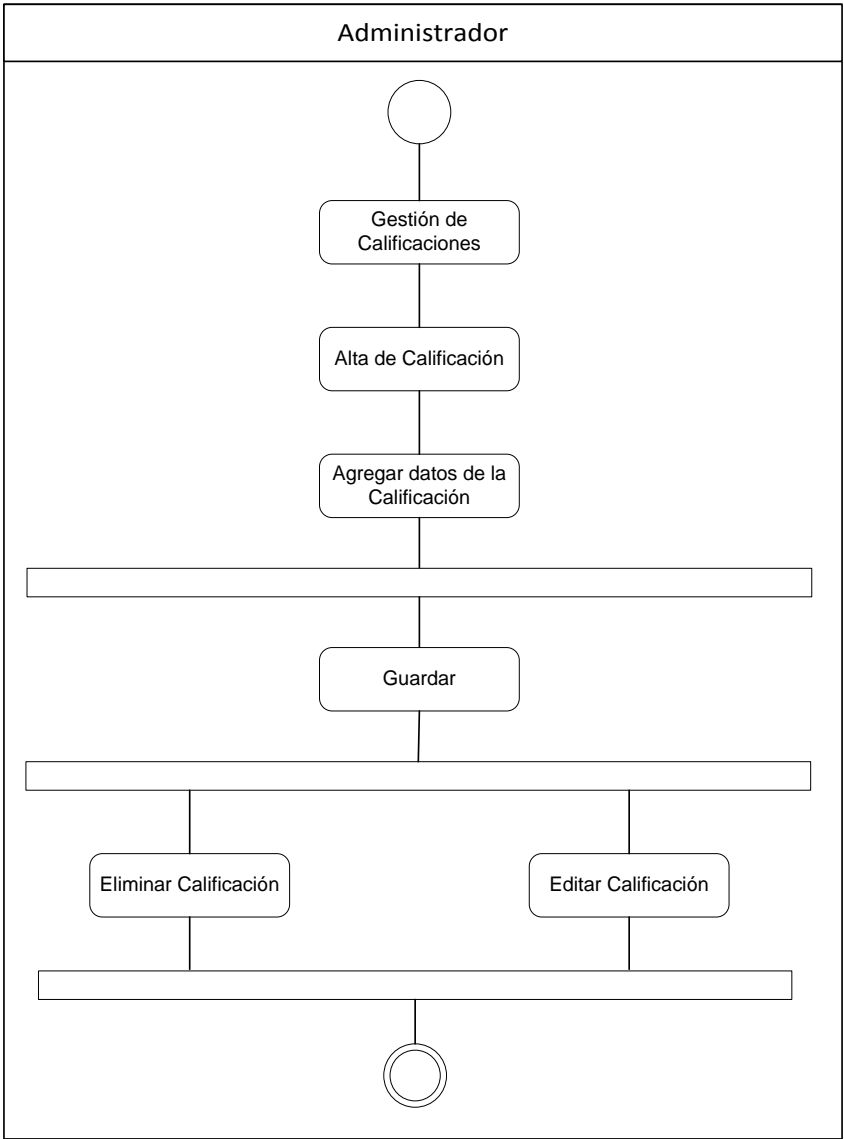 Administrador
Gestión de
Calificaciones
Alta de Calificación
Agregar datos de la
Calificación
Guardar
Eliminar Calificación
Editar Calificación